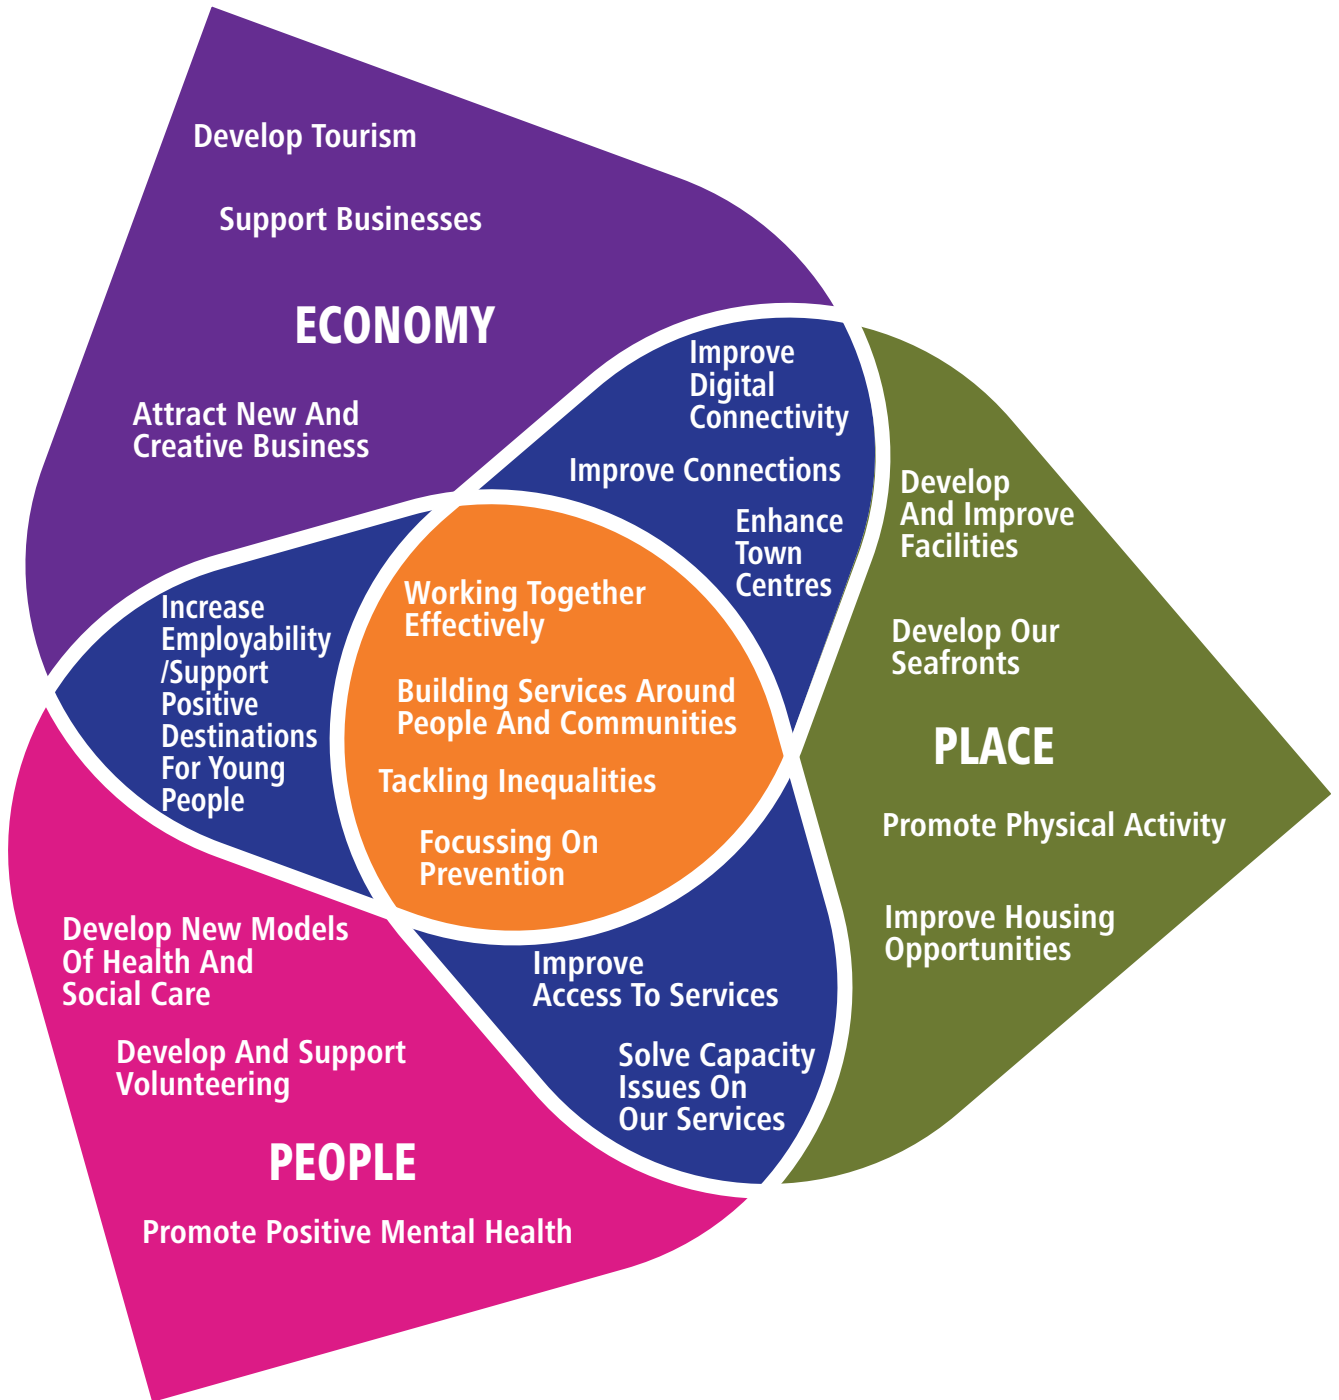 Develop Tourism
Support Businesses
ECONOMY
Attract New And
Creative Business
Improve
Digital
Connectivity
Improve Connections
Enhance
Town
Centres
Develop
And Improve
Facilities
Develop Our
Seafronts
PLACE
Promote Physical Activity
Improve Housing
Opportunities
Increase
Employability
/Support
Positive
Destinations
For Young
People
Working Together
Effectively
Building Services Around
People And Communities
Tackling Inequalities
Focussing On
Prevention
Improve
Access To Services
Solve Capacity
Issues On
Our Services
Develop New Models
Of Health And
Social Care
Develop And Support
Volunteering
PEOPLE
Promote Positive Mental Health